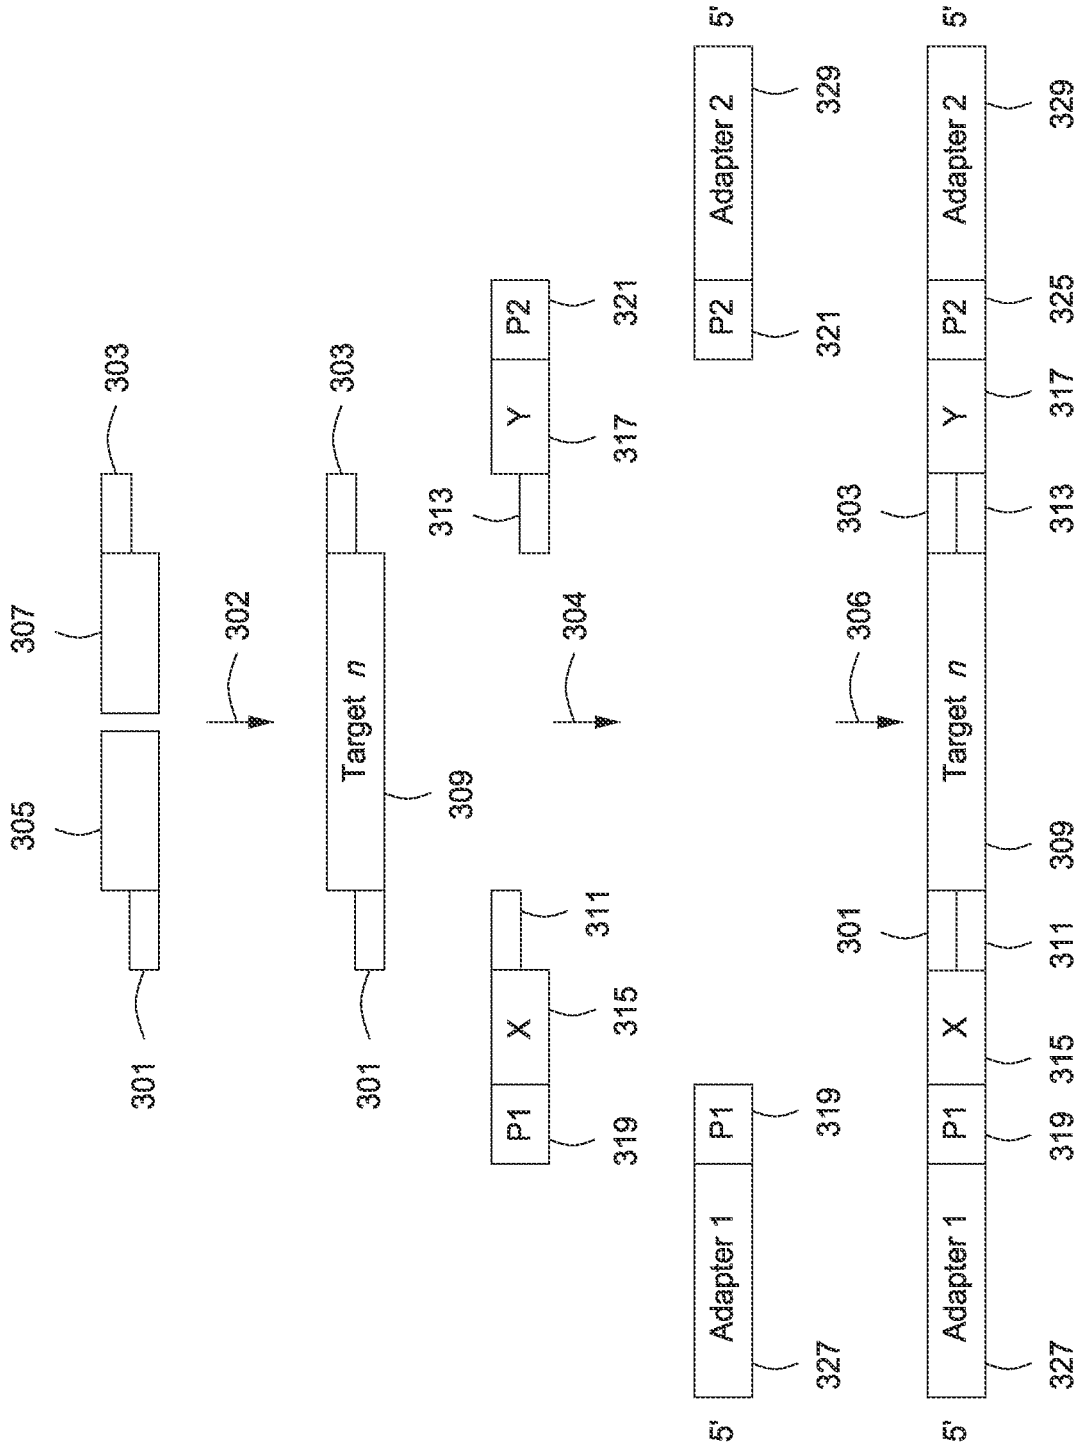 305 307
301 303
302
301 Target n 303
309 313
P1 X Y P2
304
319 315 311 317 321
5' Adapter 1 P1 P2 Adapter 2 5'
327 319 321 329
306
301 303
5' Adapter 1 P1 X Target n Y P2 Adapter 2 5'
327 319 315 311 309 313 317 325 329